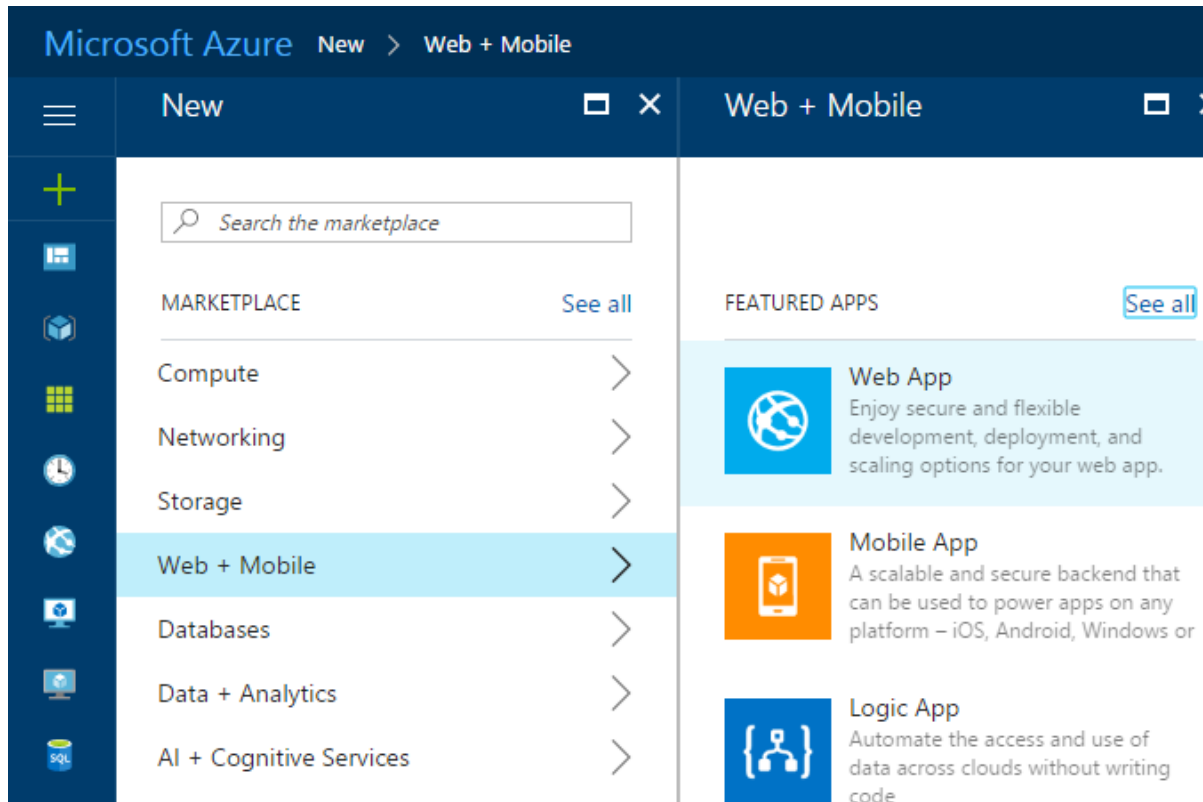 Microsoft Azure New > Web + Mobile
New
Search the marketplace
MARKETPLACE See all
Compute
Networking
Storage
Web + Mobile
Databases
Data + Analytics
AI + Cognitive Services
SQL
Web + Mobile
FEATURED APPS See all
Web App
Enjoy secure and flexible
development, deployment, and
scaling options for your web app.
Mobile App
A scalable and secure backend that
can be used to power apps on any
platform – iOS, Android, Windows or
Logic App
Automate the access and use of
data across clouds without writing
code